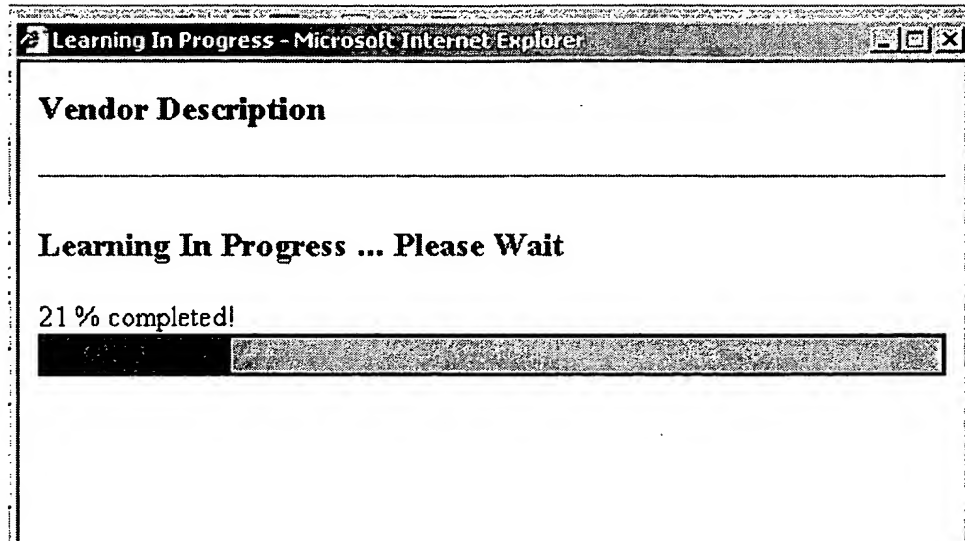 Learning In Progress - Microsoft Internet Explorer
Vendor Description
Learning In Progress ... Please Wait
21 % completed!